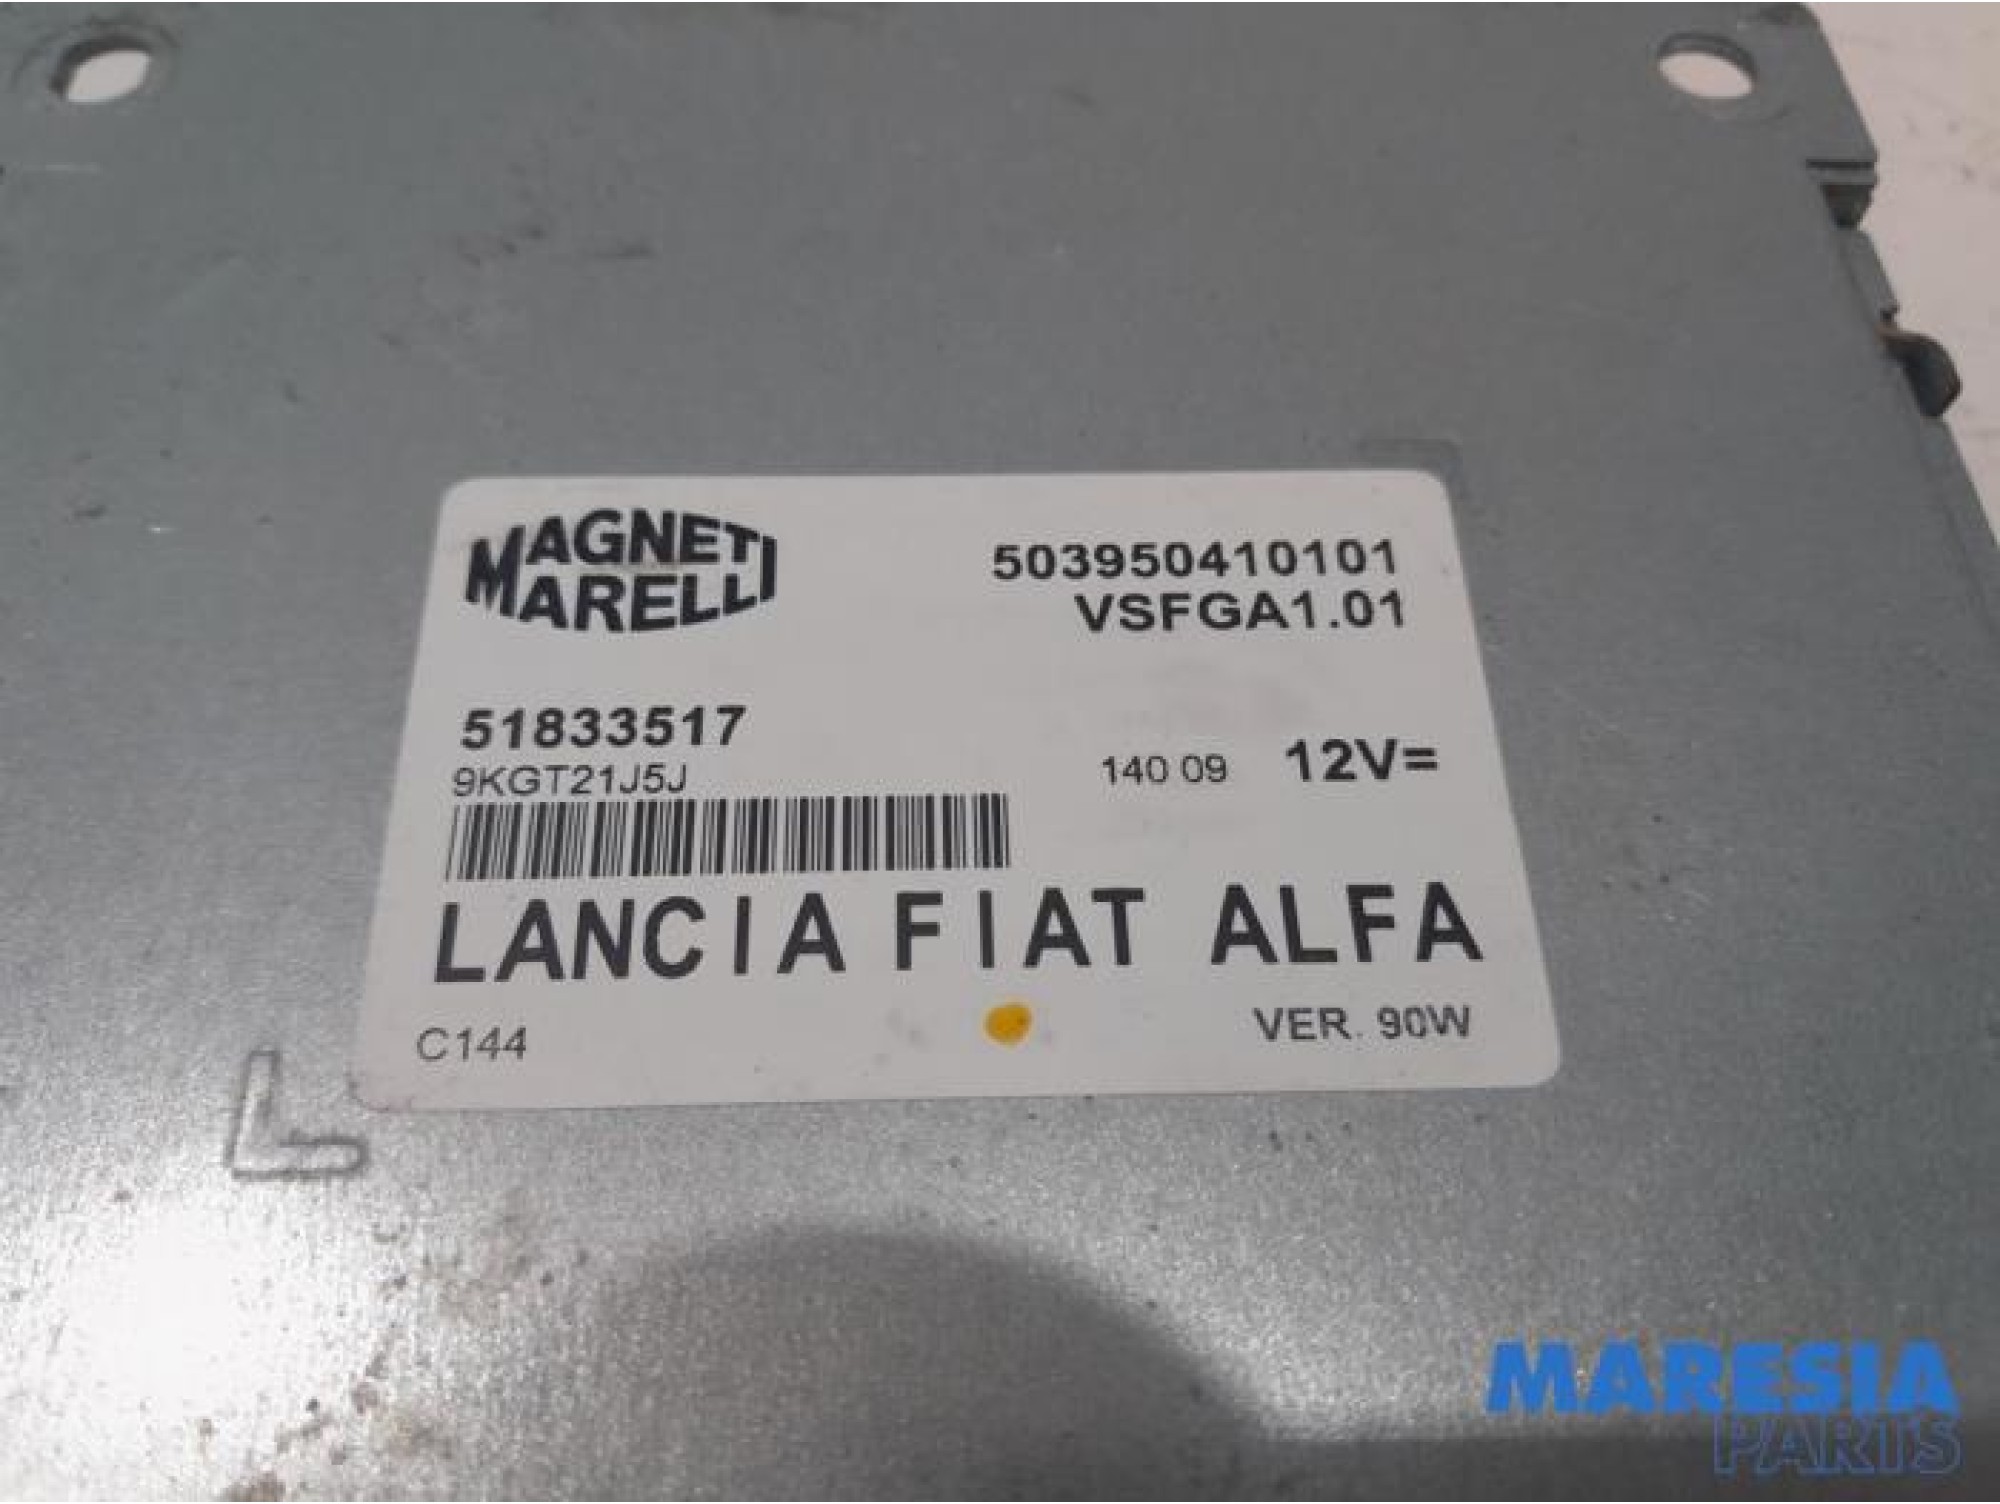 MAGNETI
MARELLI
503950410101
VSFGA1.01
51833517
9KGT21J5J
140 09 12V=
LANCIA FIAT ALFA
C144
VER. 90W
MARESIA
PARTS